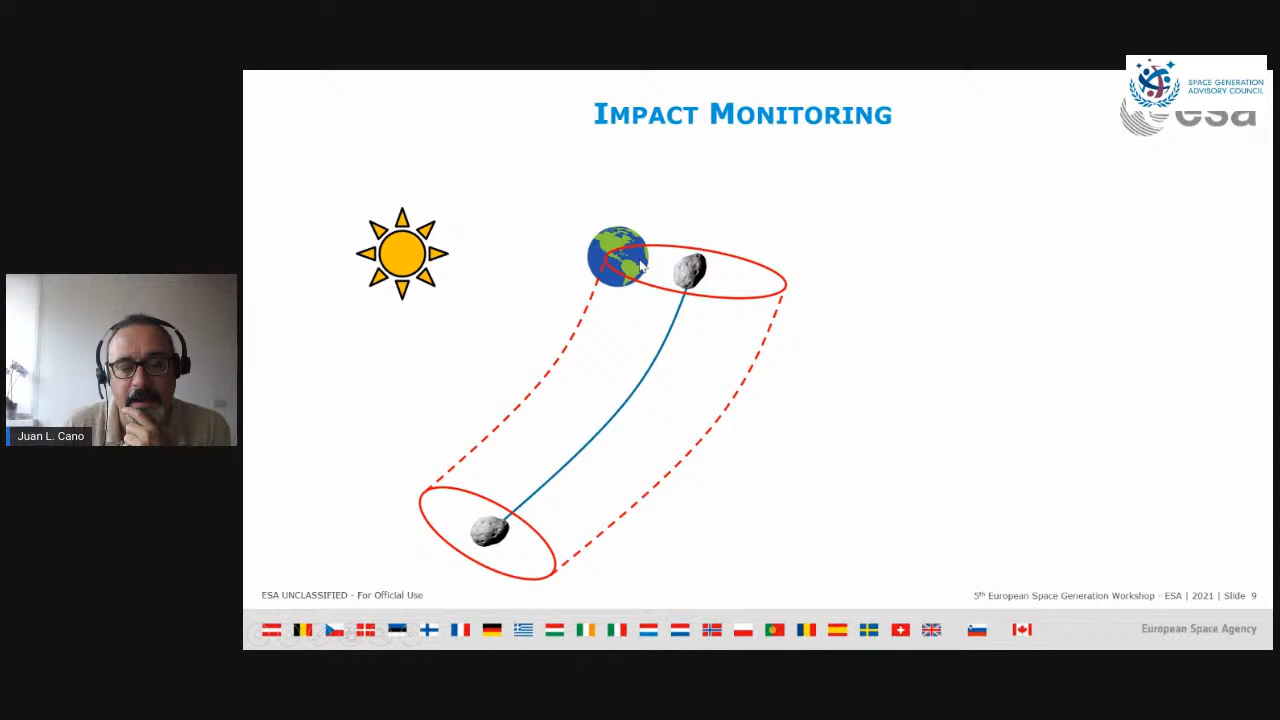 SPACE GENERATION
ADVISORY COUNCIL
esa
IMPACT MONITORING
Juan L. Cano
ESA UNCLASSIFIED - For Official Use
5th European Space Generation Workshop - ESA | 2021 | Slide 9
European Space Agency